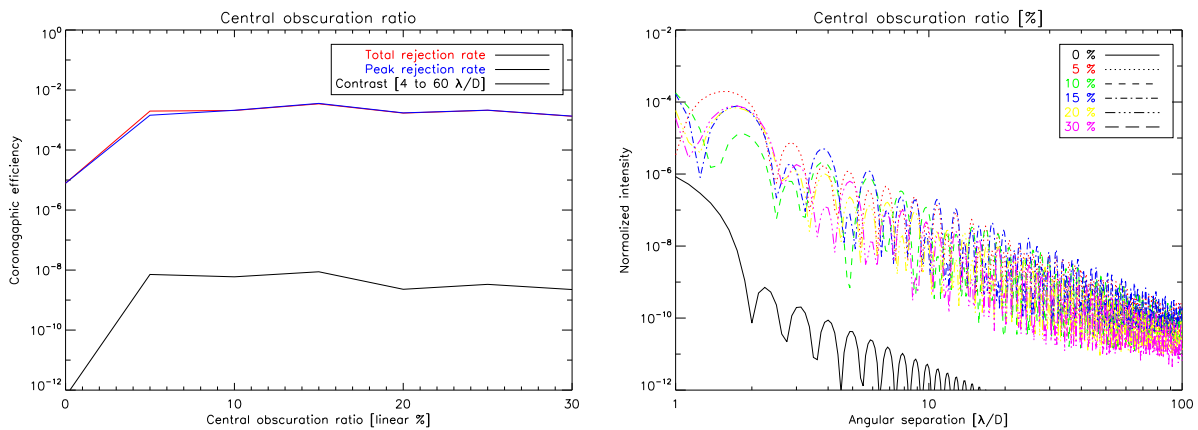 Central obscuration ratio
10^0
10^-2
10^-4
10^-6
10^-8
10^-10
10^-12
Coronagraphic efficiency
Total rejection rate
Peak rejection rate
Contrast [4 to 60 λ/D]
0 10 20 30
Central obscuration ratio [linear %]
Central obscuration ratio [%]
10^-2
10^-4
10^-6
10^-8
10^-10
10^-12
Normalized intensity
0 %
5 %
10 %
15 %
20 %
30 %
1 10 100
Angular separation [λ/D]